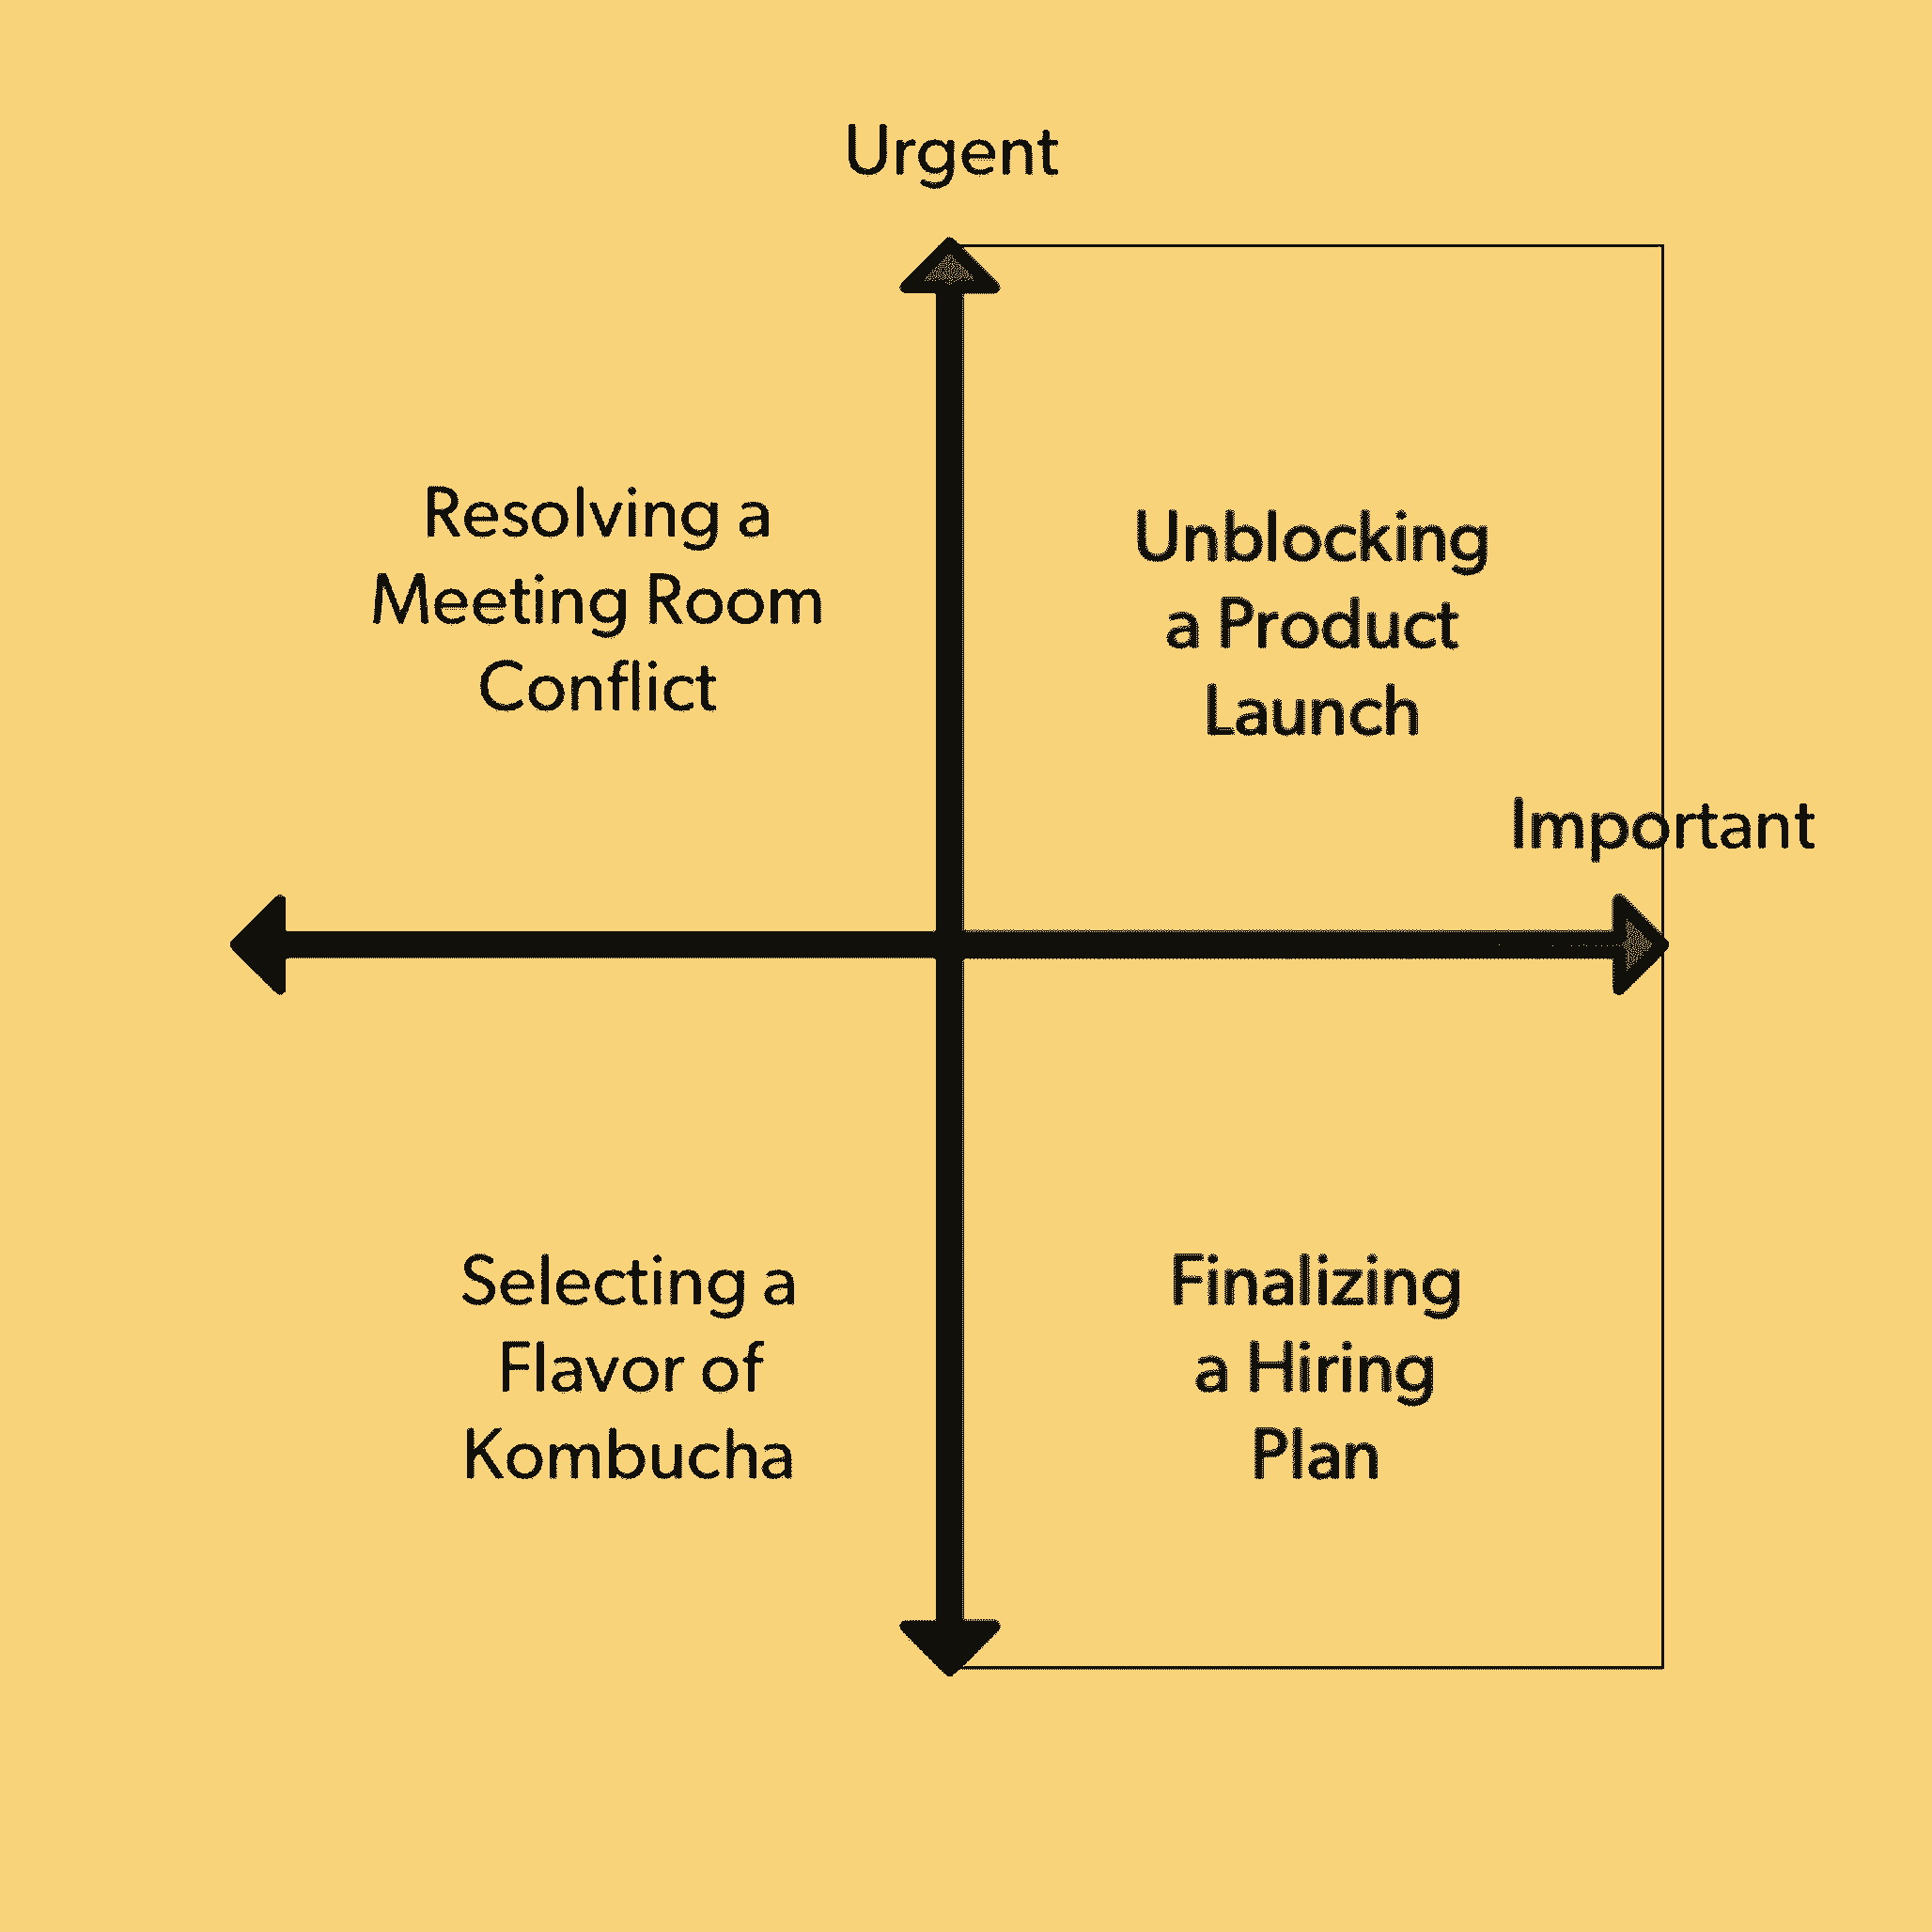 Urgent
Resolving a
Meeting Room
Conflict
Unblocking
a Product
Launch
Important
Selecting a
Flavor of
Kombucha
Finalizing
a Hiring
Plan